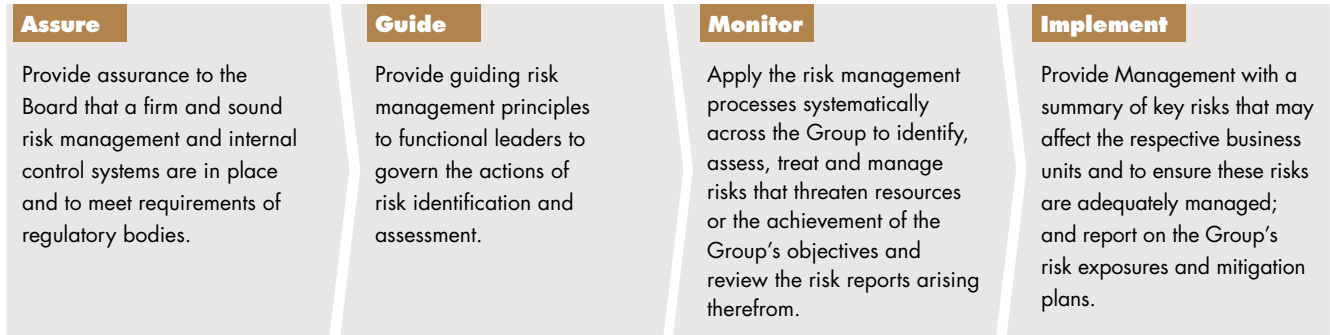 Assure
Provide assurance to the
Board that a firm and sound
risk management and internal
control systems are in place
and to meet requirements of
regulatory bodies.
Guide
Provide guiding risk
management principles
to functional leaders to
govern the actions of
risk identification and
assessment.
Monitor
Apply the risk management
processes systematically
across the Group to identify,
assess, treat and manage
risks that threaten resources
or the achievement of the
Group’s objectives and
review the risk reports arising
therefrom.
Implement
Provide Management with a
summary of key risks that may
affect the respective business
units and to ensure these risks
are adequately managed;
and report on the Group’s
risk exposures and mitigation
plans.